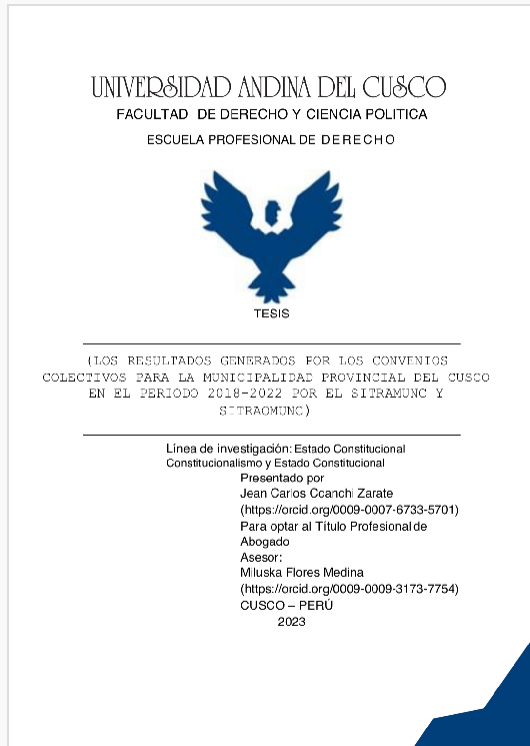 UNIVERSIDAD ANDINA DEL CUSCO
FACULTAD DE DERECHO Y CIENCIA POLITICA
ESCUELA PROFESIONAL DE DERECHO
TESIS
(LOS RESULTADOS GENERADOS POR LOS CONVENIOS
COLECTIVOS PARA LA MUNICIPALIDAD PROVINCIAL DEL CUSCO
EN EL PERIODO 2018-2022 POR EL SITRAMUNC Y
SITRAOMUNC)
Línea de investigación: Estado Constitucional
Constitucionalismo y Estado Constitucional
Presentado por
Jean Carlos Ccanchi Zarate
(https://orcid.org/0009-0007-6733-5701)
Para optar al Título Profesional de
Abogado
Asesor:
Miluska Flores Medina
(https://orcid.org/0009-0009-3173-7754)
CUSCO – PERÚ
2023